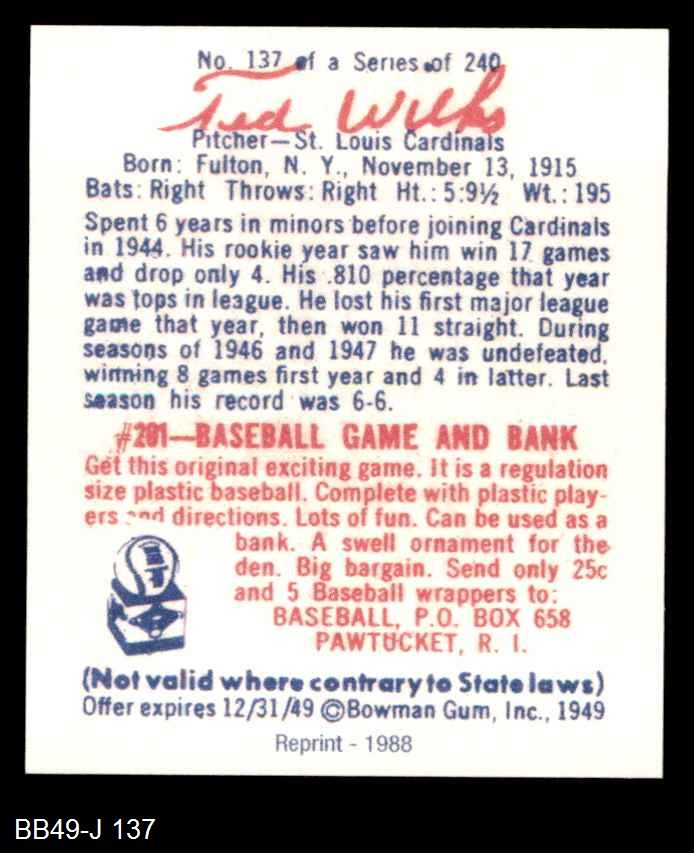 No. 137 of a Series of 240
Ted Wilks
Pitcher—St. Louis Cardinals
Born: Fulton, N. Y., November 13, 1915
Bats: Right Throws: Right Ht.: 5:9½ Wt.: 195
Spent 6 years in minors before joining Cardinals
in 1944. His rookie year saw him win 17 games
and drop only 4. His .810 percentage that year
was tops in league. He lost his first major league
game that year, then won 11 straight. During
seasons of 1946 and 1947 he was undefeated,
winning 8 games first year and 4 in latter. Last
season his record was 6-6.
#201—BASEBALL GAME AND BANK
Get this original exciting game. It is a regulation
size plastic baseball. Complete with plastic play-
ers and directions. Lots of fun. Can be used as a
bank. A swell ornament for the
den. Big bargain. Send only 25c
and 5 Baseball wrappers to:
BASEBALL, P.O. BOX 658
PAWTUCKET, R. I.
(Not valid where contrary to State laws)
Offer expires 12/31/49 ©Bowman Gum, Inc., 1949
Reprint - 1988
BB49-J 137